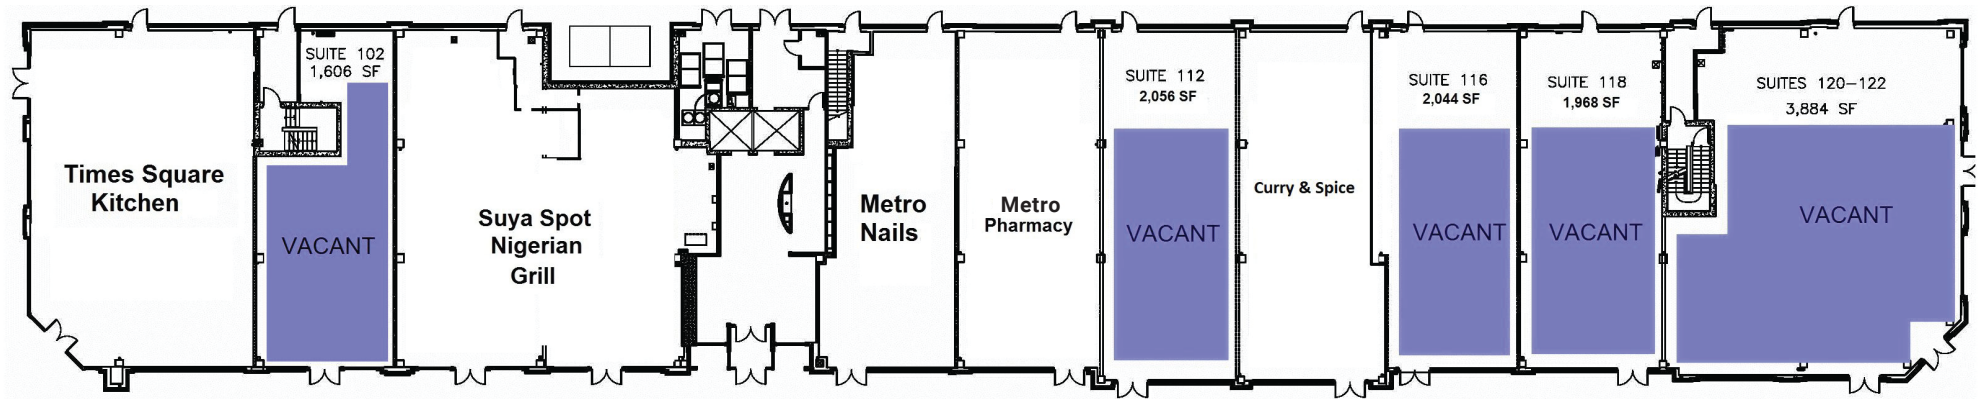 Times Square
Kitchen
SUITE 102
1,606 SF
VACANT
Suya Spot
Nigerian
Grill
Metro
Nails
Metro
Pharmacy
SUITE 112
2,056 SF
VACANT
Curry & Spice
SUITE 116
2,044 SF
VACANT
SUITE 118
1,968 SF
VACANT
SUITES 120-122
3,884 SF
VACANT